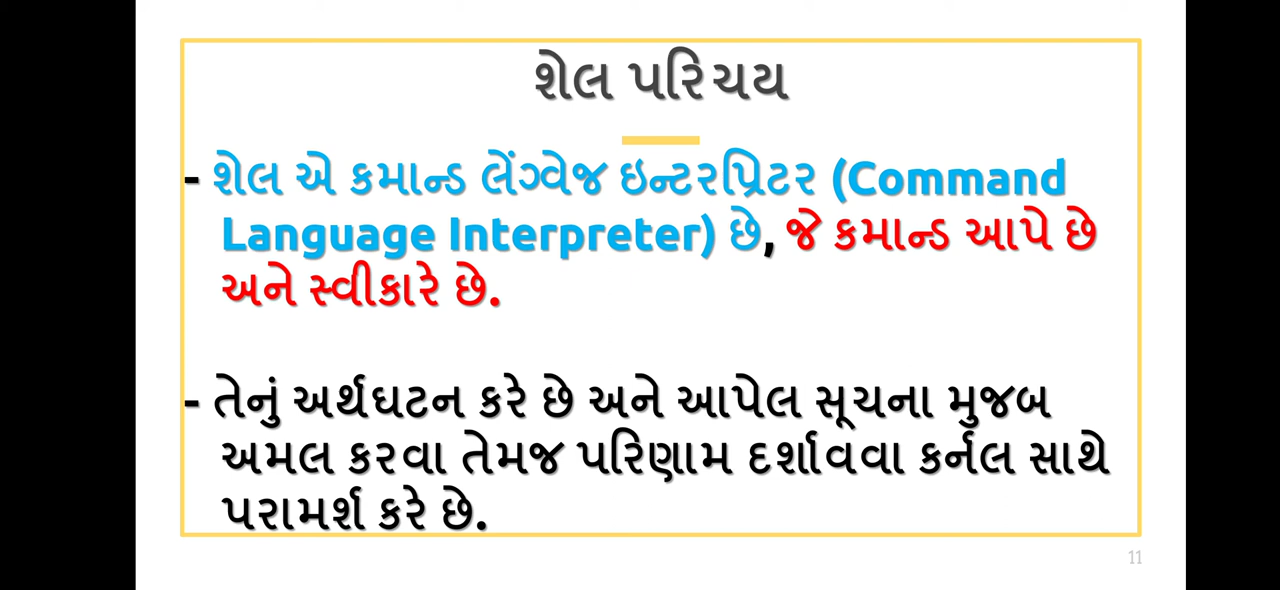 શેલ પરિચય
- શેલ એ કમાન્ડ લેંગ્વેજ ઇન્ટરપ્રિટર (Command
Language Interpreter) છે, જે કમાન્ડ આપે છે
અને સ્વીકારે છે.
- તેનું અર્થઘટન કરે છે અને આપેલ સૂચના મુજબ
અમલ કરવા તેમજ પરિણામ દર્શાવવા કર્નલ સાથે
પરામર્શ કરે છે.
11